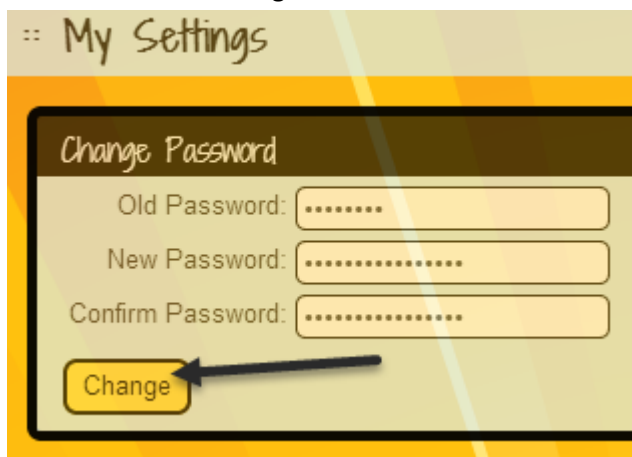 :: My Settings
Change Password
Old Password: ••••••••
New Password: ••••••••••••••••
Confirm Password: ••••••••••••••••
Change